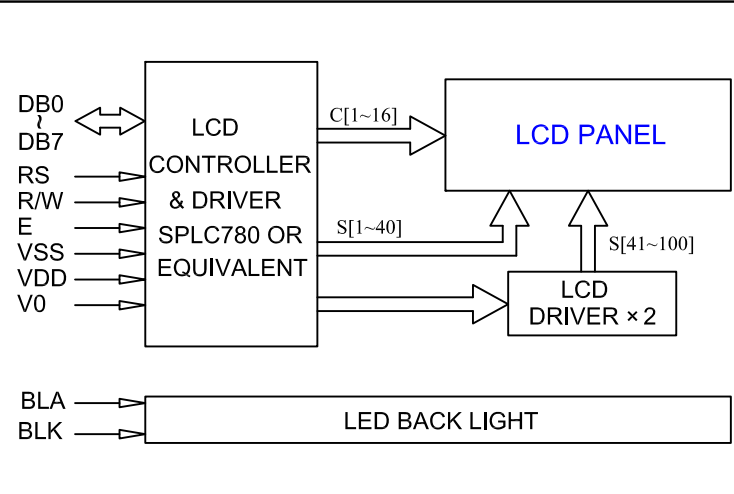 DB0
~
DB7
RS
R/W
E
VSS
VDD
V0
LCD
CONTROLLER
& DRIVER
SPLC780 OR
EQUIVALENT
C[1~16]
S[1~40]
LCD PANEL
S[41~100]
LCD
DRIVER × 2
BLA
BLK
LED BACK LIGHT